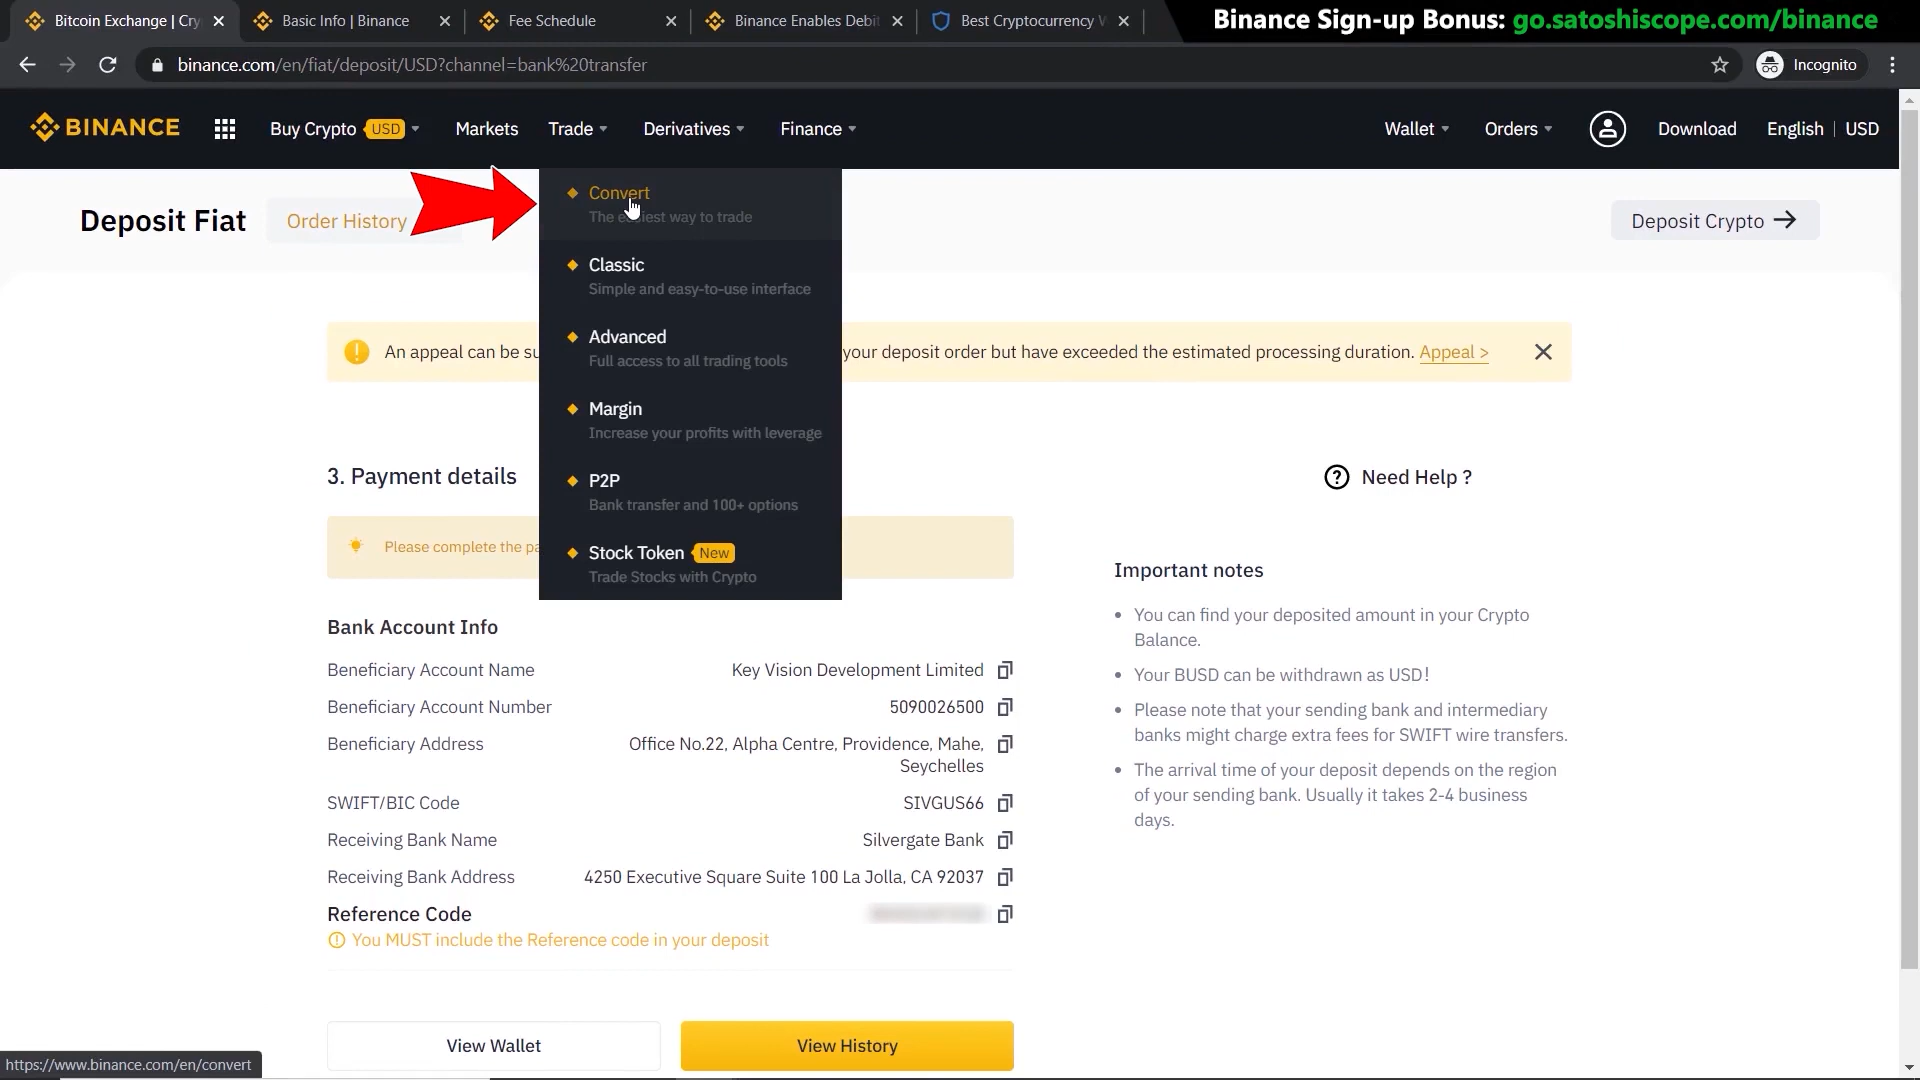 Bitcoin Exchange | Cry
Basic Info | Binance
Fee Schedule
Binance Enables Debit
Best Cryptocurrency W
Binance Sign-up Bonus: go.satoshiscope.com/binance
binance.com/en/fiat/deposit/USD?channel=bank%20transfer
Incognito
BINANCE
Buy Crypto USD
Markets
Trade
Derivatives
Finance
Wallet
Orders
Download
English | USD
Deposit Fiat
Order History
Deposit Crypto
Convert
The easiest way to trade
Classic
Simple and easy-to-use interface
Advanced
Full access to all trading tools
Margin
Increase your profits with leverage
P2P
Bank transfer and 100+ options
Stock Token New
Trade Stocks with Crypto
An appeal can be su
your deposit order but have exceeded the estimated processing duration. Appeal >
3. Payment details
Need Help ?
Please complete the pa
Bank Account Info
Beneficiary Account Name Key Vision Development Limited
Beneficiary Account Number 5090026500
Beneficiary Address Office No.22, Alpha Centre, Providence, Mahe,
Seychelles
SWIFT/BIC Code SIVGUS66
Receiving Bank Name Silvergate Bank
Receiving Bank Address 4250 Executive Square Suite 100 La Jolla, CA 92037
Reference Code
You MUST include the Reference code in your deposit
View Wallet
View History
Important notes
• You can find your deposited amount in your Crypto
Balance.
• Your BUSD can be withdrawn as USD!
• Please note that your sending bank and intermediary
banks might charge extra fees for SWIFT wire transfers.
• The arrival time of your deposit depends on the region
of your sending bank. Usually it takes 2-4 business
days.
https://www.binance.com/en/convert